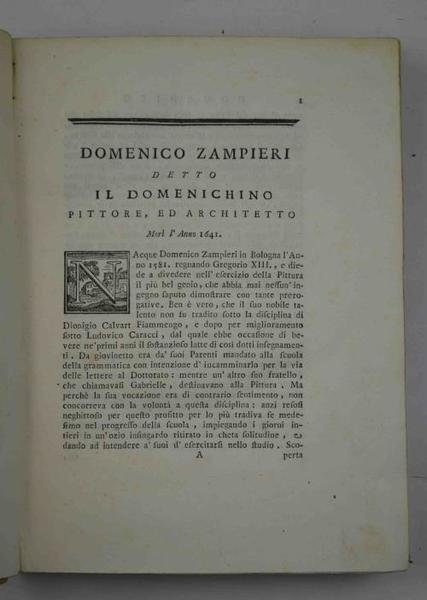 1
DOMENICO ZAMPIERI
DETTO
IL DOMENICHINO
PITTORE, ED ARCHITETTO
Morì l'Anno 1641.
NAcque Domenico Zampieri in Bologna l'An-
no 1581. regnando Gregorio XIII., e die-
de a divedere nell' esercizio della Pittura
il più bel genio, che abbia mai nessun' in-
gegno saputo dimostrare con tante prero-
gative. Ben è vero, che il suo nobile ta-
lento non fu tradito sotto la disciplina di
Dionigio Calvart Fiammengo, e dopo per miglioramento
sotto Ludovico Caracci, dal quale ebbe occasione di be-
vere ne' primi anni il sostanzioso latte di così dotti insegnamen-
ti. Da giovinetto era da' suoi Parenti mandato alla scuola
della grammatica con intenzione d' incamminarlo per la via
delle lettere al Dottorato: mentre un' altro suo fratello,
che chiamavasi Gabrielle, destinavano alla Pittura. Ma
perchè la sua vocazione era di contrario sentimento, non
concorreva con la volontà a questa disciplina: anzi resosi
neghittoso per questo profitto per lo più tradiva se mede-
simo nel progresso della scuola, impiegando i giorni in-
tieri in un' ozio infingardo ritirato in cheta solitudine, e
dando ad intendere a' suoi d' esercitarsi nello studio. Sco-
A perta